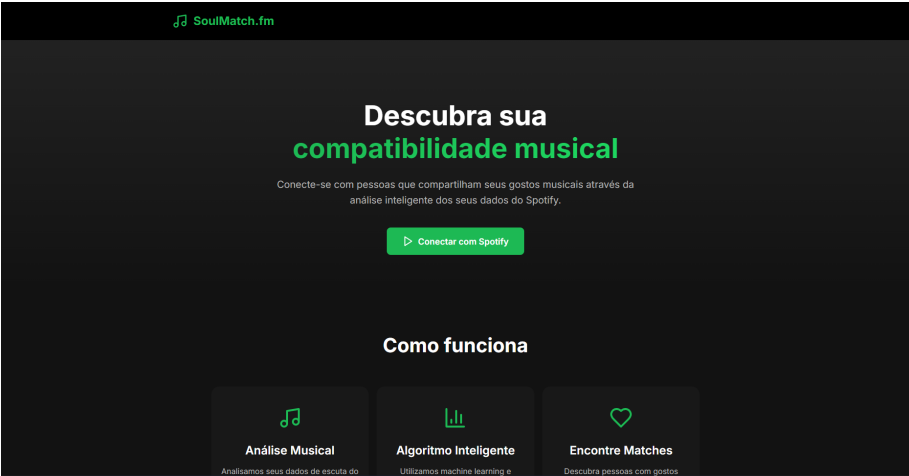 SoulMatch.fm
Descubra sua
compatibilidade musical
Conecte-se com pessoas que compartilham seus gostos musicais através da
análise inteligente dos seus dados do Spotify.
Conectar com Spotify
Como funciona
Análise Musical
Algoritmo Inteligente
Encontre Matches
Analisamos seus dados de escuta do
Utilizamos machine learning e
Descubra pessoas com gostos